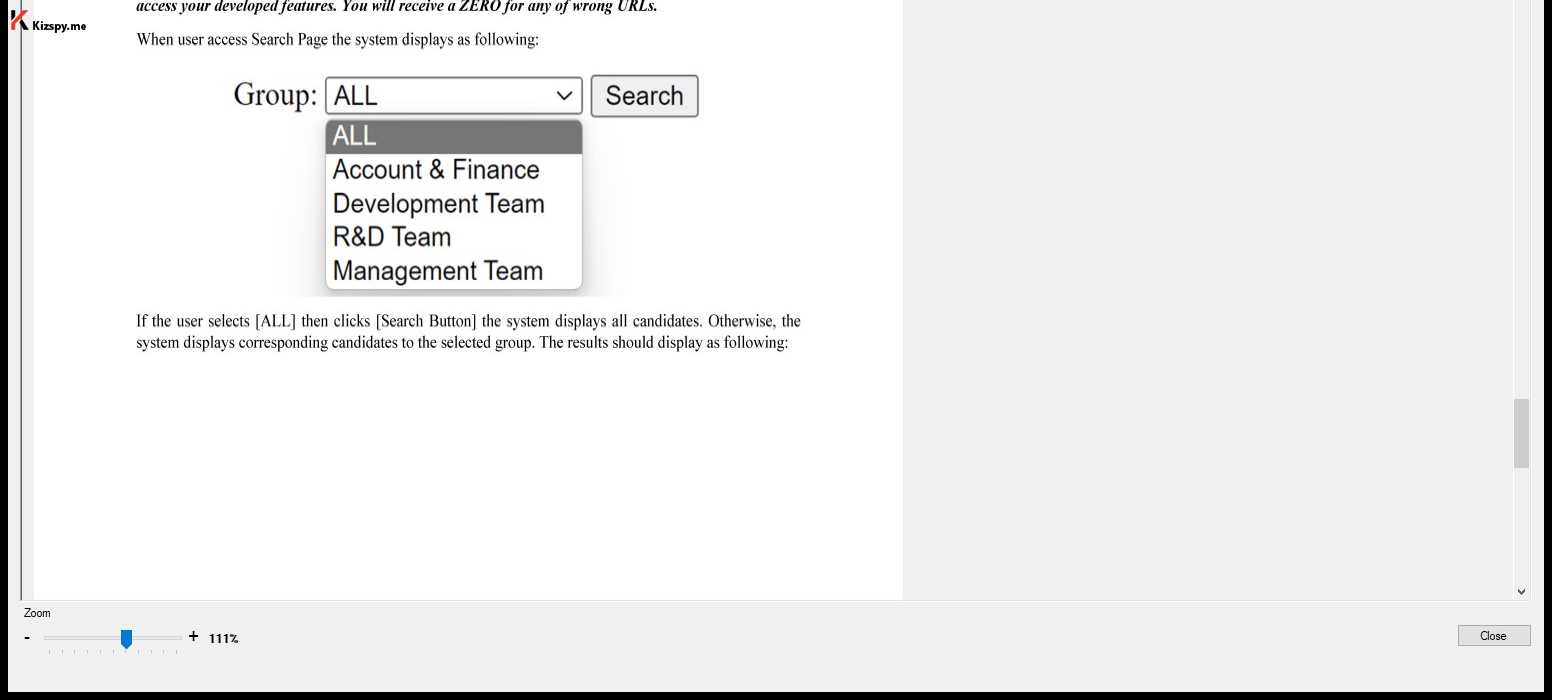 access your developed features. You will receive a ZERO for any of wrong URLs.
Kizspy.me
When user access Search Page the system displays as following:
Group: ALL Search
ALL
Account & Finance
Development Team
R&D Team
Management Team
If the user selects [ALL] then clicks [Search Button] the system displays all candidates. Otherwise, the
system displays corresponding candidates to the selected group. The results should display as following:
Zoom
- + 111%
Close